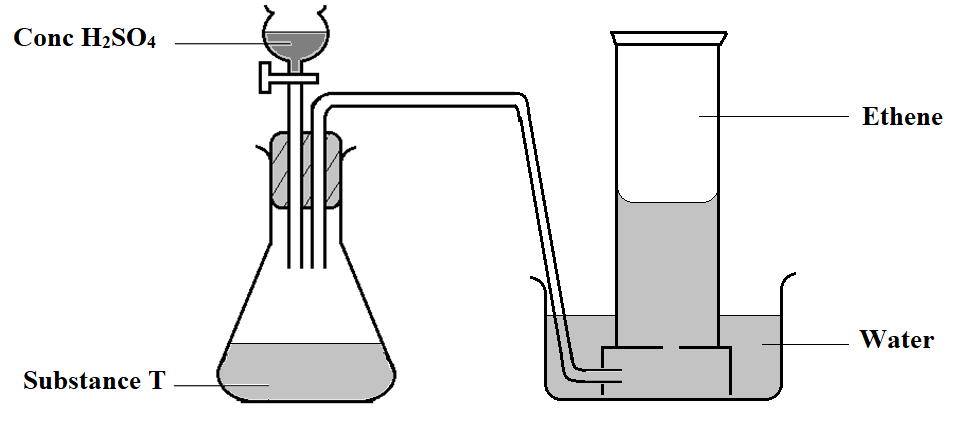 Conc H₂SO₄
Ethene
Water
Substance T